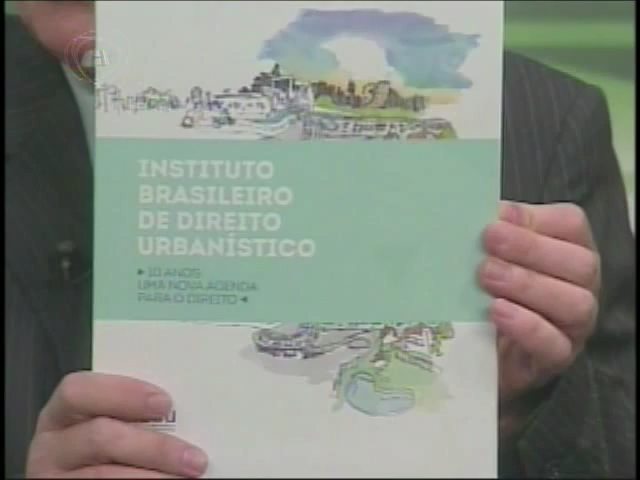 INSTITUTO
BRASILEIRO
DE DIREITO
URBANÍSTICO
10 ANOS:
UMA NOVA AGENDA
PARA O DIREITO